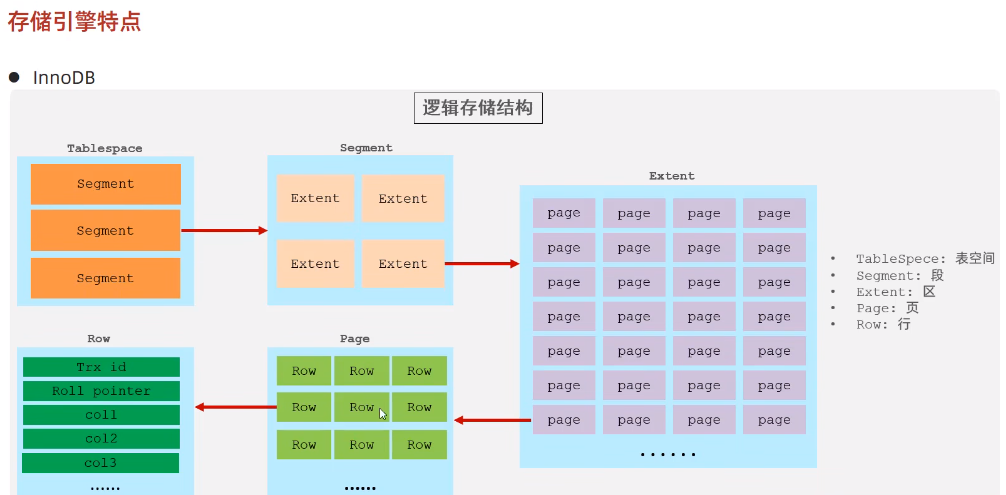 存储引擎特点
● InnoDB
逻辑存储结构
Tablespace
Segment
Segment
Segment
Segment
Extent Extent
Extent Extent
Extent
page page page page
page page page page
page page page page
page page page page
page page page page
page page page page
page page page page
······
• TableSpece: 表空间
• Segment: 段
• Extent: 区
• Page: 页
• Row: 行
Row
Trx id
Roll pointer
col1
col2
col3
······
Page
Row Row Row
Row Row Row
Row Row Row
······